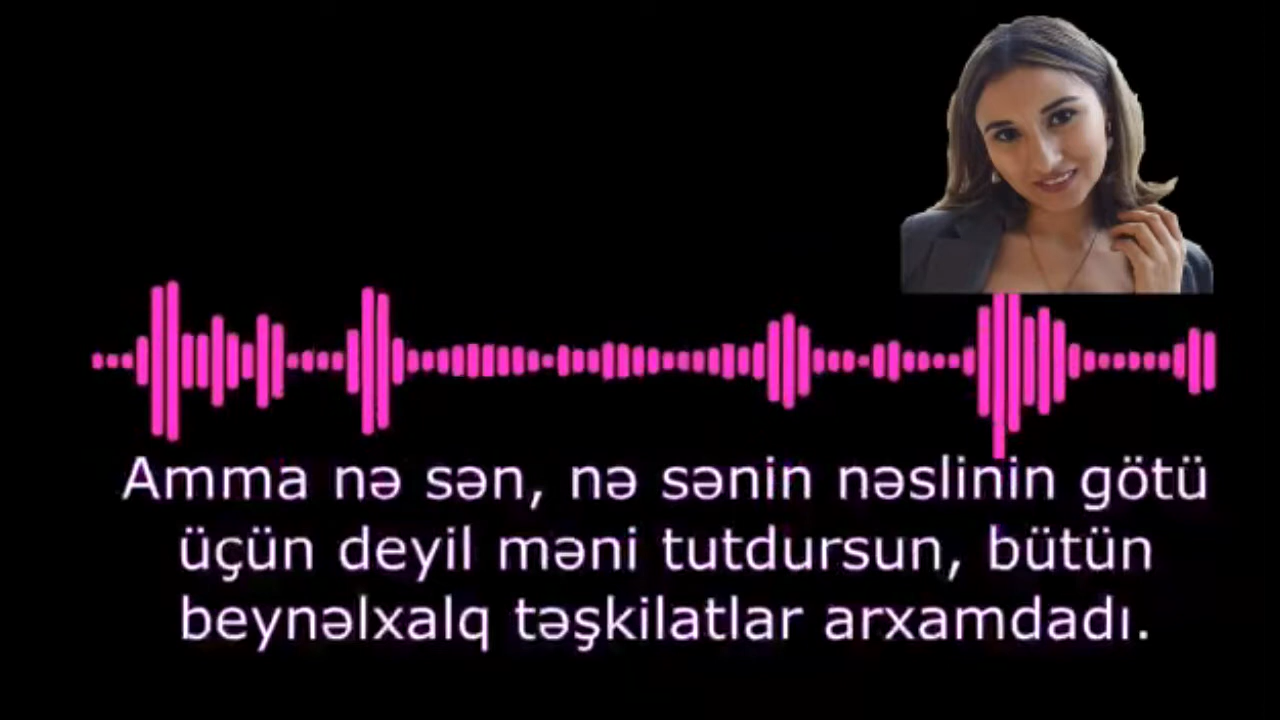 Amma nə sən, nə sənin nəslinin götü
üçün deyil məni tutdursun, bütün
beynəlxalq təşkilatlar arxamdadı.